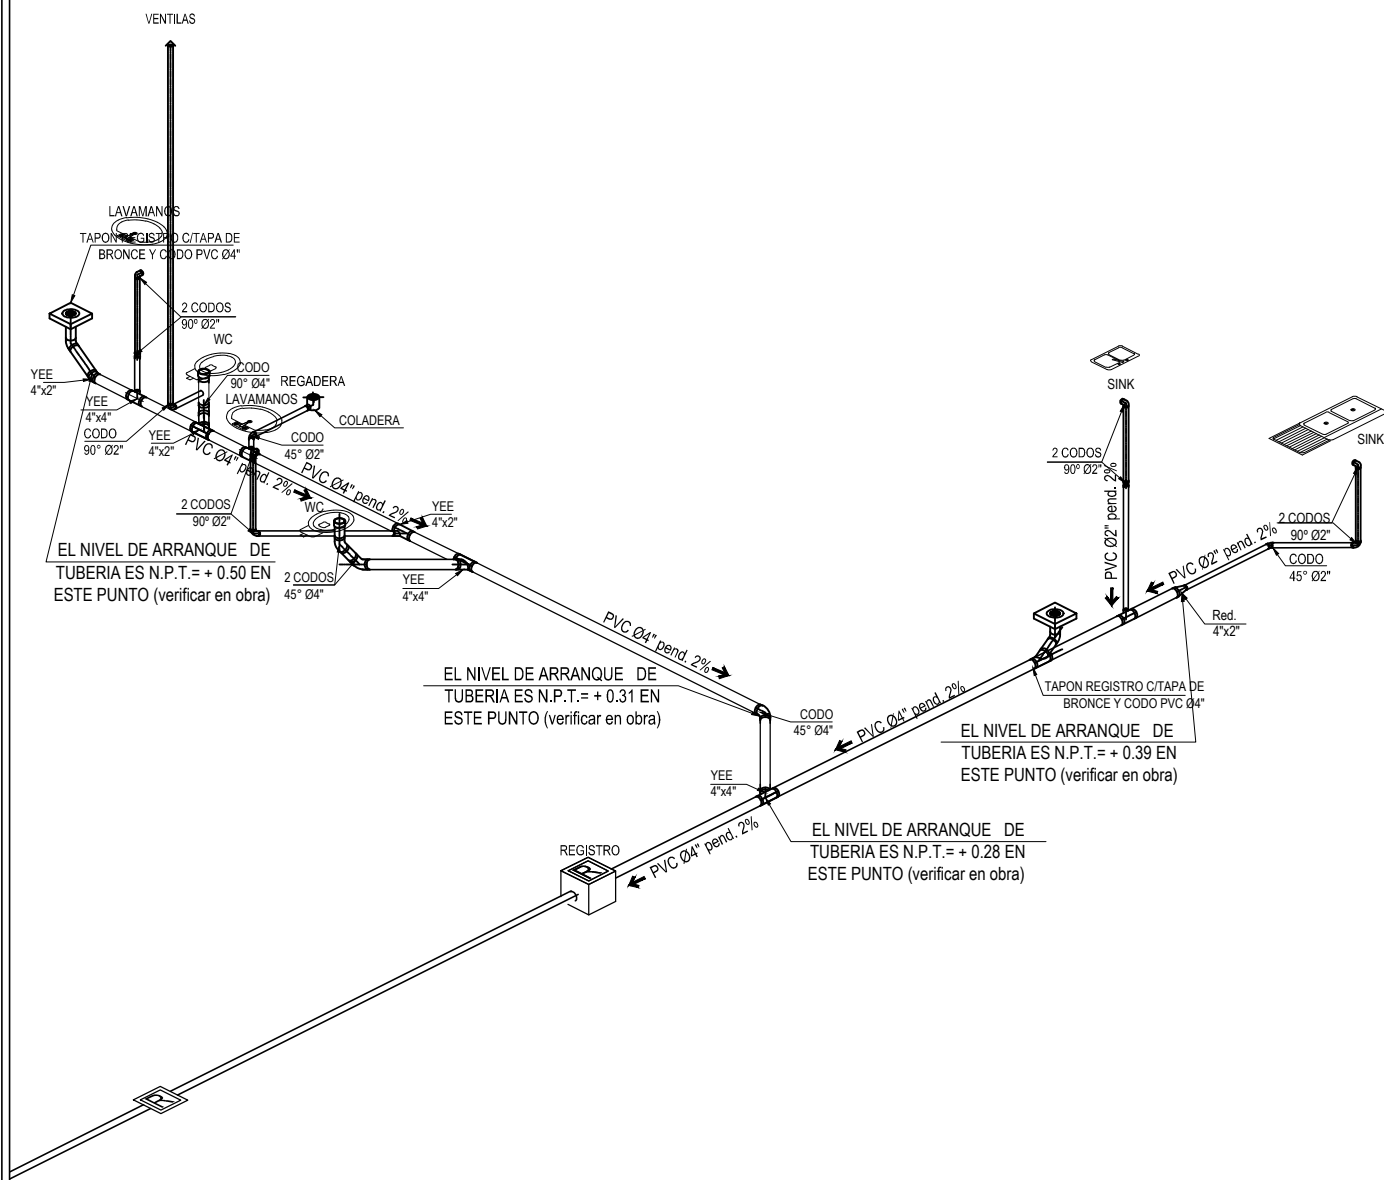 VENTILAS
LAVAMANOS
TAPON REGISTRO C/TAPA DE
BRONCE Y CODO PVC Ø4"
2 CODOS
90º Ø2"
WC
CODO
90° Ø4"
REGADERA
LAVAMANOS
COLADERA
YEE
4"x2"
YEE
4"x4"
CODO
90° Ø2"
YEE
4"x2"
CODO
45° Ø2"
PVC Ø4" pend. 2%
PVC Ø4" pend. 2%
2 CODOS
90º Ø2"
WC
YEE
4"x2"
EL NIVEL DE ARRANQUE DE
TUBERIA ES N.P.T.= + 0.50 EN
ESTE PUNTO (verificar en obra)
2 CODOS
45° Ø4"
YEE
4"x4"
SINK
SINK
2 CODOS
90º Ø2"
PVC Ø2" pend. 2%
2 CODOS
90º Ø2"
CODO
45° Ø2"
PVC Ø2" pend. 2%
Red.
4"x2"
PVC Ø4" pend. 2%
EL NIVEL DE ARRANQUE DE
TUBERIA ES N.P.T.= + 0.31 EN
ESTE PUNTO (verificar en obra)
CODO
45° Ø4"
TAPON REGISTRO C/TAPA DE
BRONCE Y CODO PVC Ø4"
PVC Ø4" pend. 2%
EL NIVEL DE ARRANQUE DE
TUBERIA ES N.P.T.= + 0.39 EN
ESTE PUNTO (verificar en obra)
YEE
4"x4"
PVC Ø4" pend. 2%
EL NIVEL DE ARRANQUE DE
TUBERIA ES N.P.T.= + 0.28 EN
ESTE PUNTO (verificar en obra)
REGISTRO
R
R